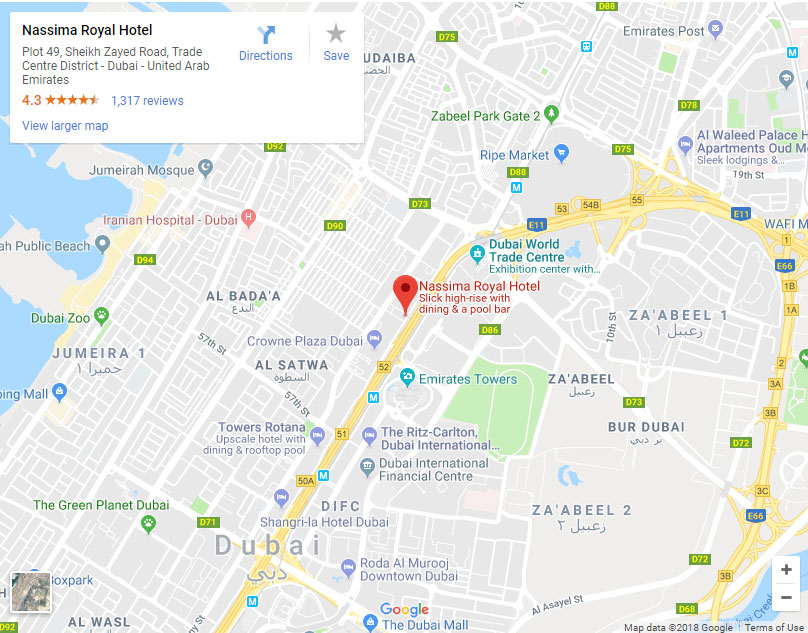 Nassima Royal Hotel
Plot 49, Sheikh Zayed Road, Trade
Centre District - Dubai - United Arab
Emirates
4.3
1,317 reviews
View larger map
Directions
Save
D88
D75
UDAIBA
Emirates Post
M
D78
Zabeel Park Gate 2
D92
D75
Al Waleed Palace H
Apartments Oud M
Sleek lodgings &...
19th St
Ripe Market
D88
M
Jumeirah Mosque
D73
53
54B
55
E11
E11
Iranian Hospital - Dubai
H
D90
WAFI M
ah Public Beach
Dubai World
Trade Centre
Exhibition center with...
1
E66
D94
1B
Nassima Royal Hotel
Slick high-rise with
dining & a pool bar
AL BADA'A
البدع
1A
Dubai Zoo
ZA'ABEEL 1
زعبيل ١
10th St
D86
57th St
Crowne Plaza Dubai
JUMEIRA 1
جميرا ١
AL SATWA
السطوة
52
2
Emirates Towers
ZA'ABEEL
زعبيل
3A
ping Mall
M
57th St
D73
3B
Towers Rotana
Upscale hotel with
dining & rooftop pool
51
The Ritz-Carlton,
Dubai International...
BUR DUBAI
بر دبي
D72
Dubai International
Financial Centre
50A
M
3C
The Green Planet Dubai
DIFC
ZA'ABEEL 2
زعبيل ٢
E66
D71
Shangri-la Hotel Dubai
Dubai
دبي
Roda Al Murooj
Downtown Dubai
D72
3B
Boxpark
M
Al Asayel St
D68
Dubai Creek
AL WASL
Google
The Dubai Mall
D92
+
−
Map data ©2018 Google
Terms of Use